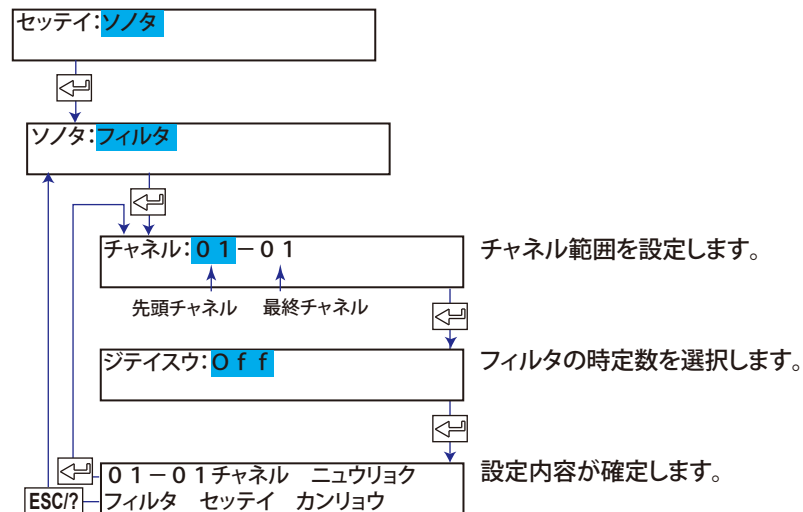 セッテイ:ソノタ
ソノタ:フィルタ
チャネル:01-01
チャネル範囲を設定します。
先頭チャネル 最終チャネル
ジテイスウ:Off
フィルタの時定数を選択します。
01-01チャネル ニュウリョク
設定内容が確定します。
ESC/?
フィルタ セッテイ カンリョウ